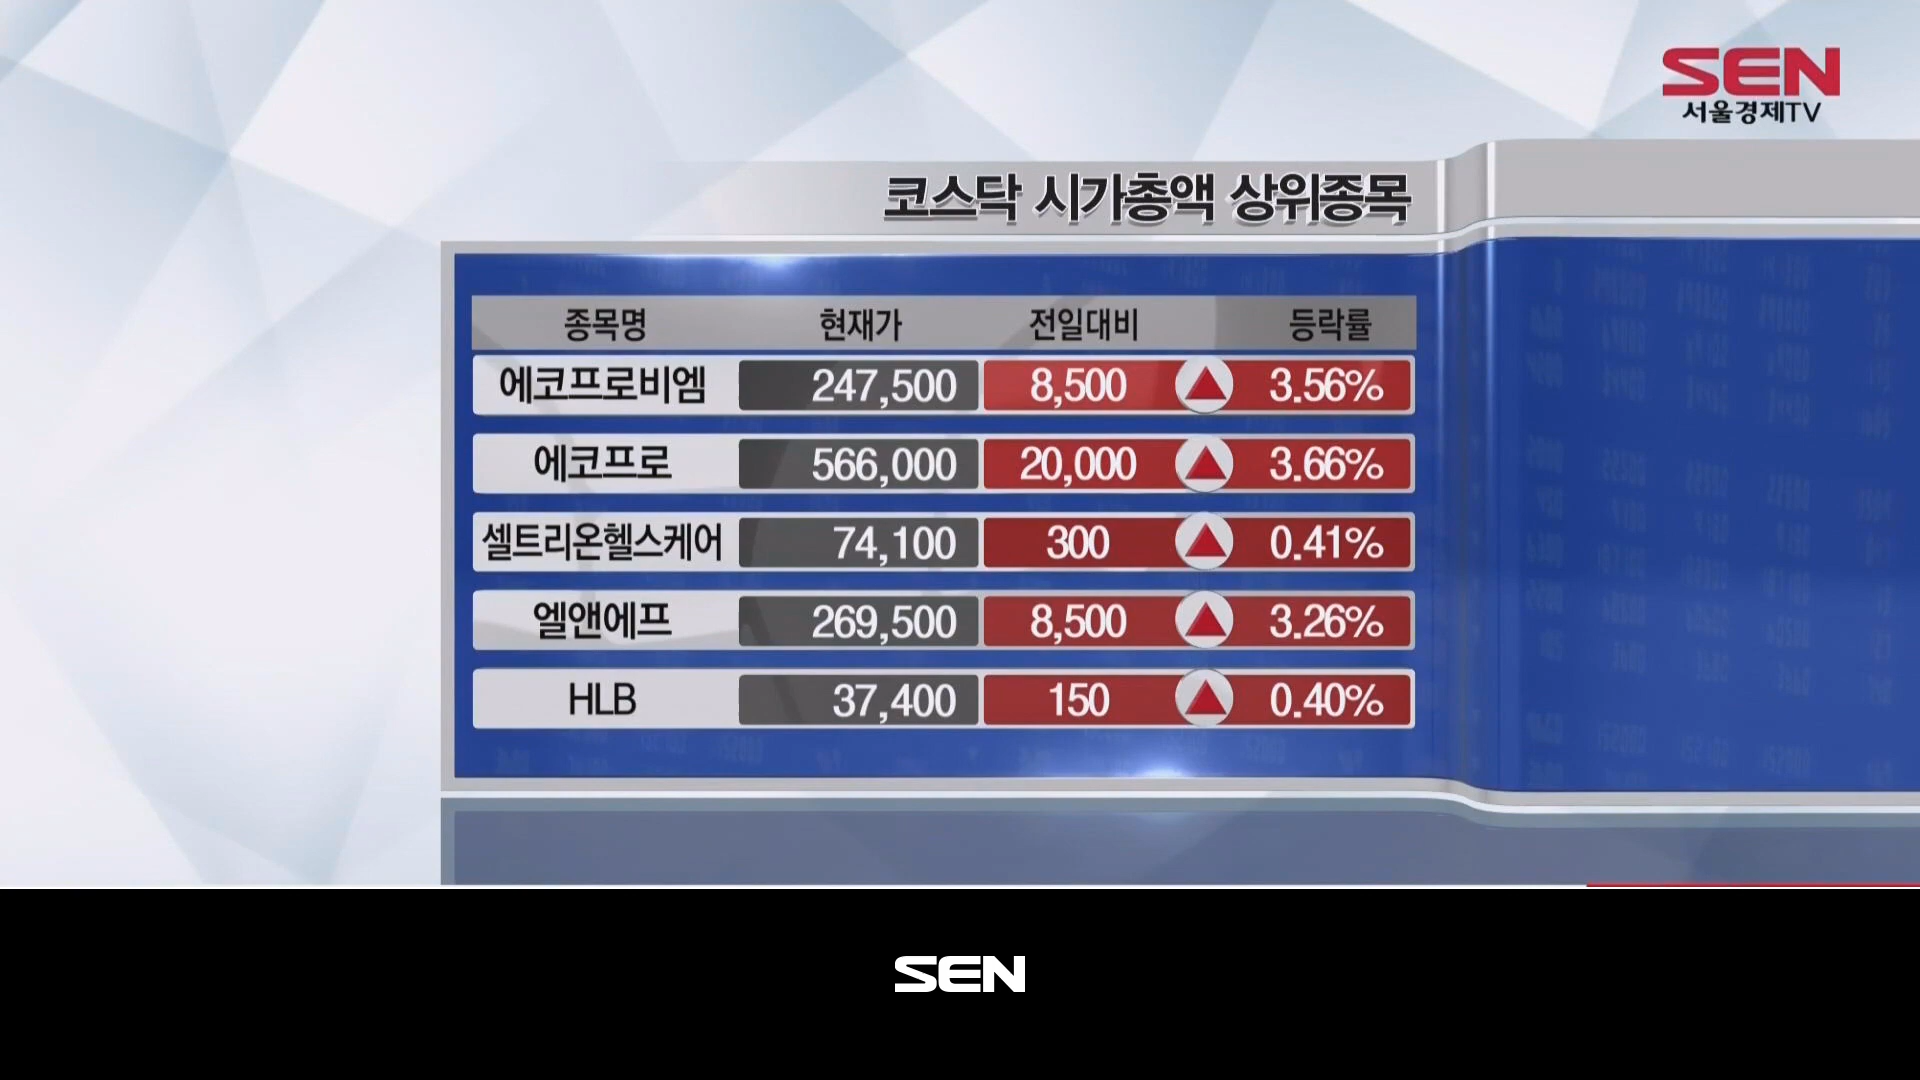 SEN
서울경제TV
코스닥 시가총액 상위종목
종목명 현재가 전일대비 등락률
에코프로비엠 247,500 8,500 ▲ 3.56%
에코프로 566,000 20,000 ▲ 3.66%
셀트리온헬스케어 74,100 300 ▲ 0.41%
엘앤에프 269,500 8,500 ▲ 3.26%
HLB 37,400 150 ▲ 0.40%
SEN